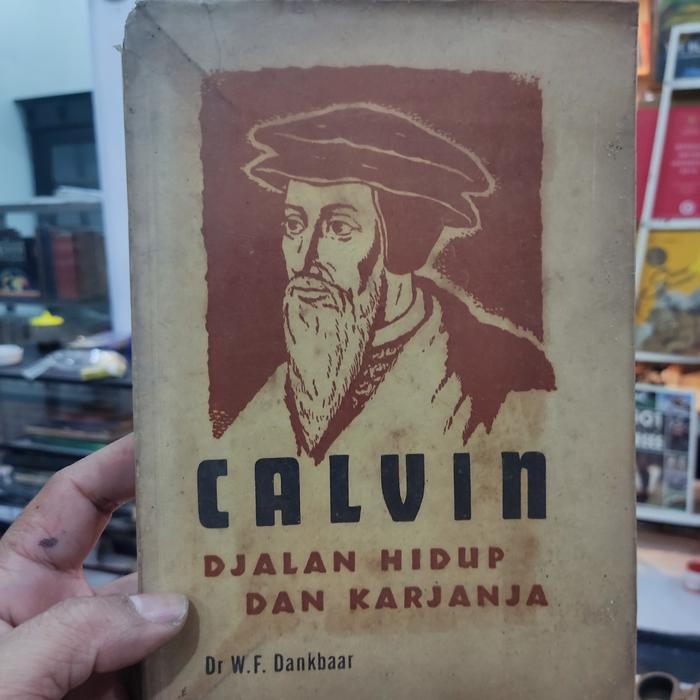 CALVIN
DJALAN HIDUP
DAN KARJANJA
Dr W.F. Dankbaar